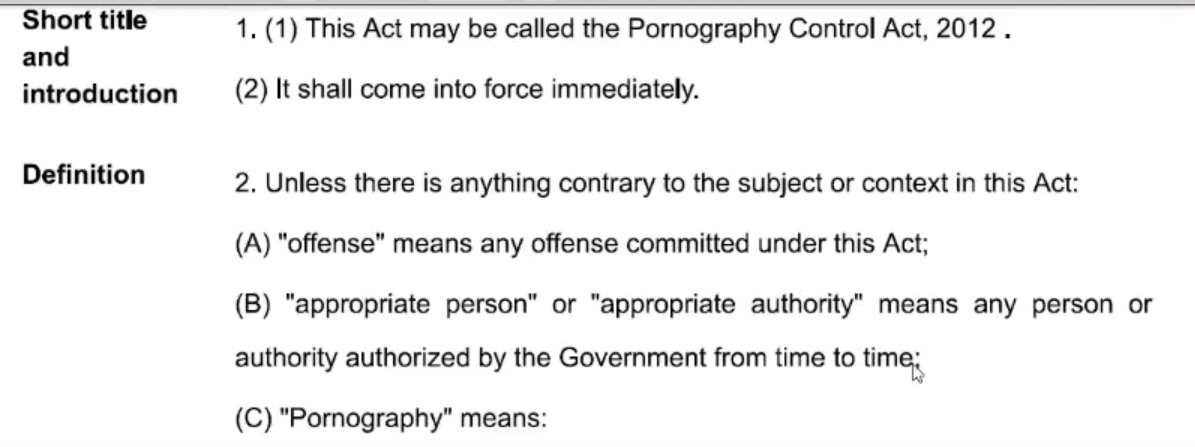 Short title
and
introduction
1. (1) This Act may be called the Pornography Control Act, 2012 .
(2) It shall come into force immediately.
Definition
2. Unless there is anything contrary to the subject or context in this Act:
(A) "offense" means any offense committed under this Act;
(B) "appropriate person" or "appropriate authority" means any person or
authority authorized by the Government from time to time;
(C) "Pornography" means: